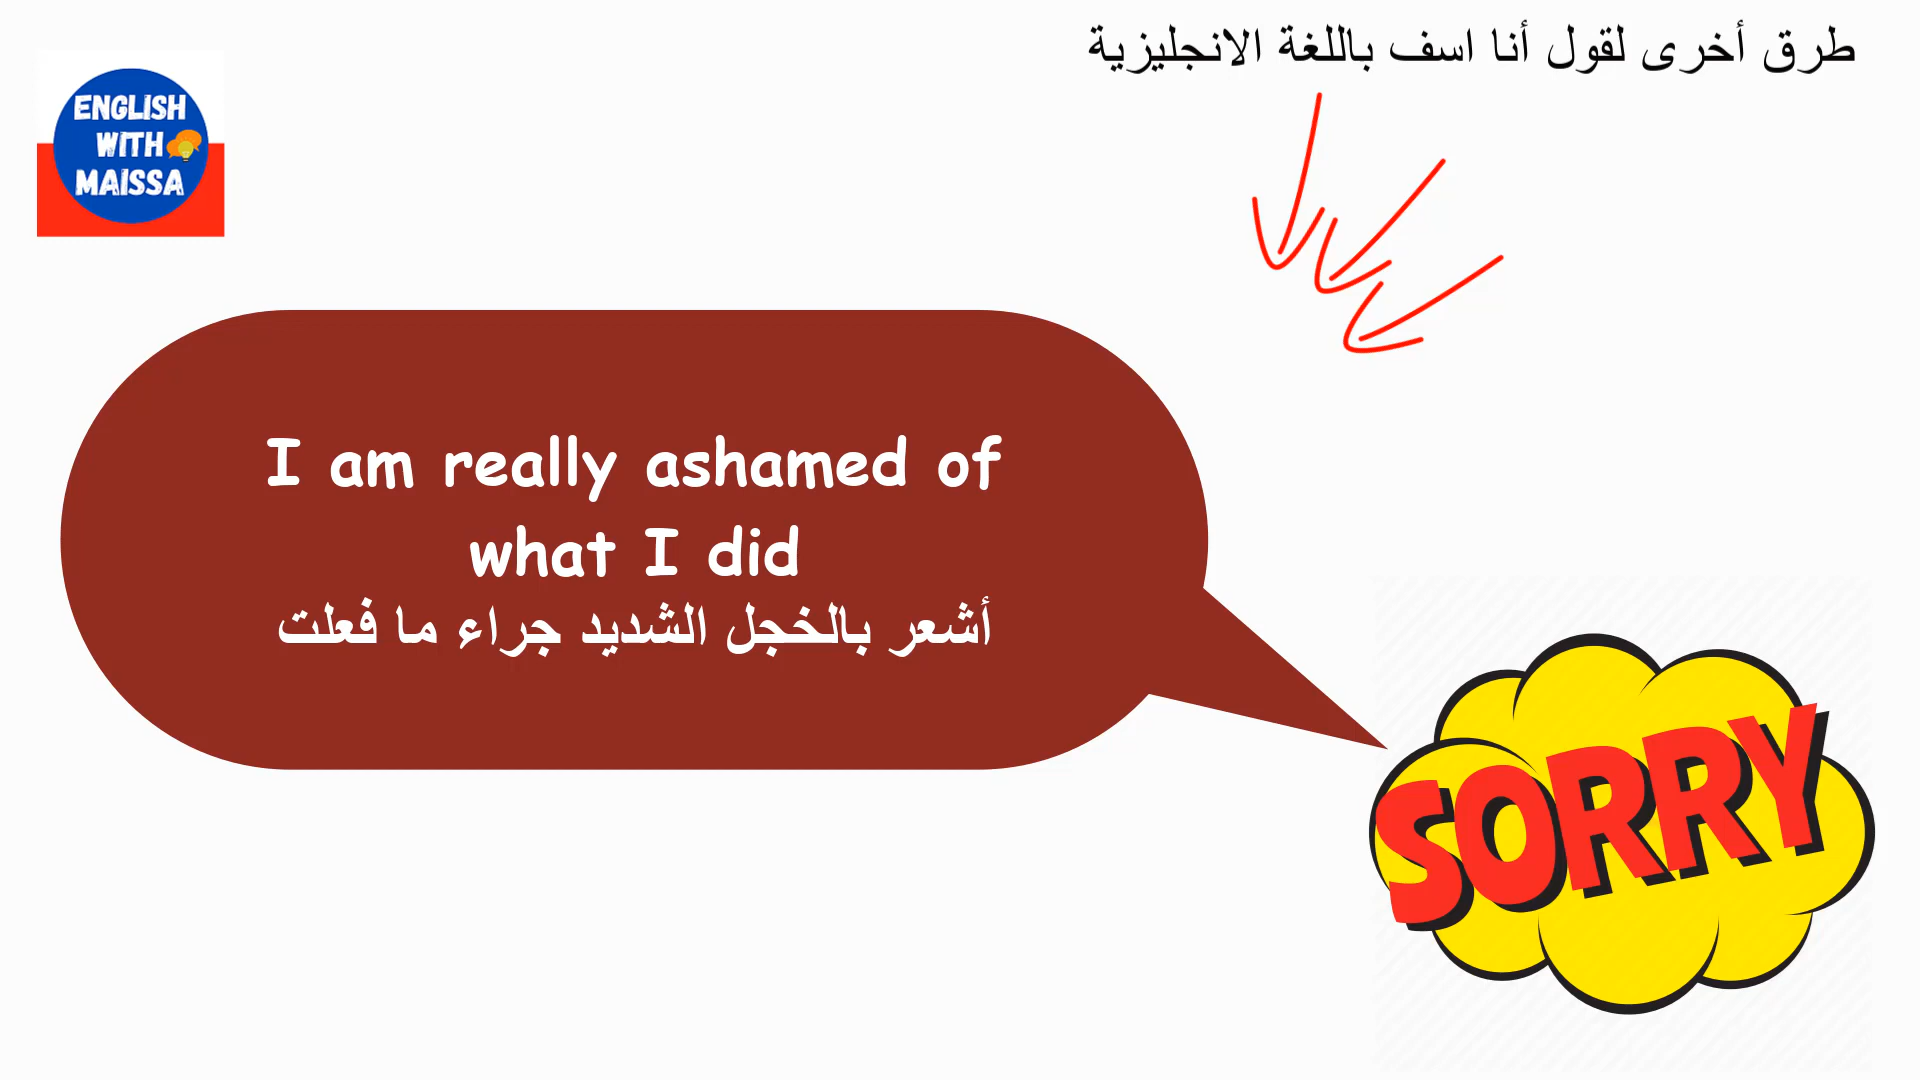 طرق أخرى لقول أنا اسف باللغة الانجليزية
ENGLISH
WITH
MAISSA
I am really ashamed of
what I did
أشعر بالخجل الشديد جراء ما فعلت
SORRY